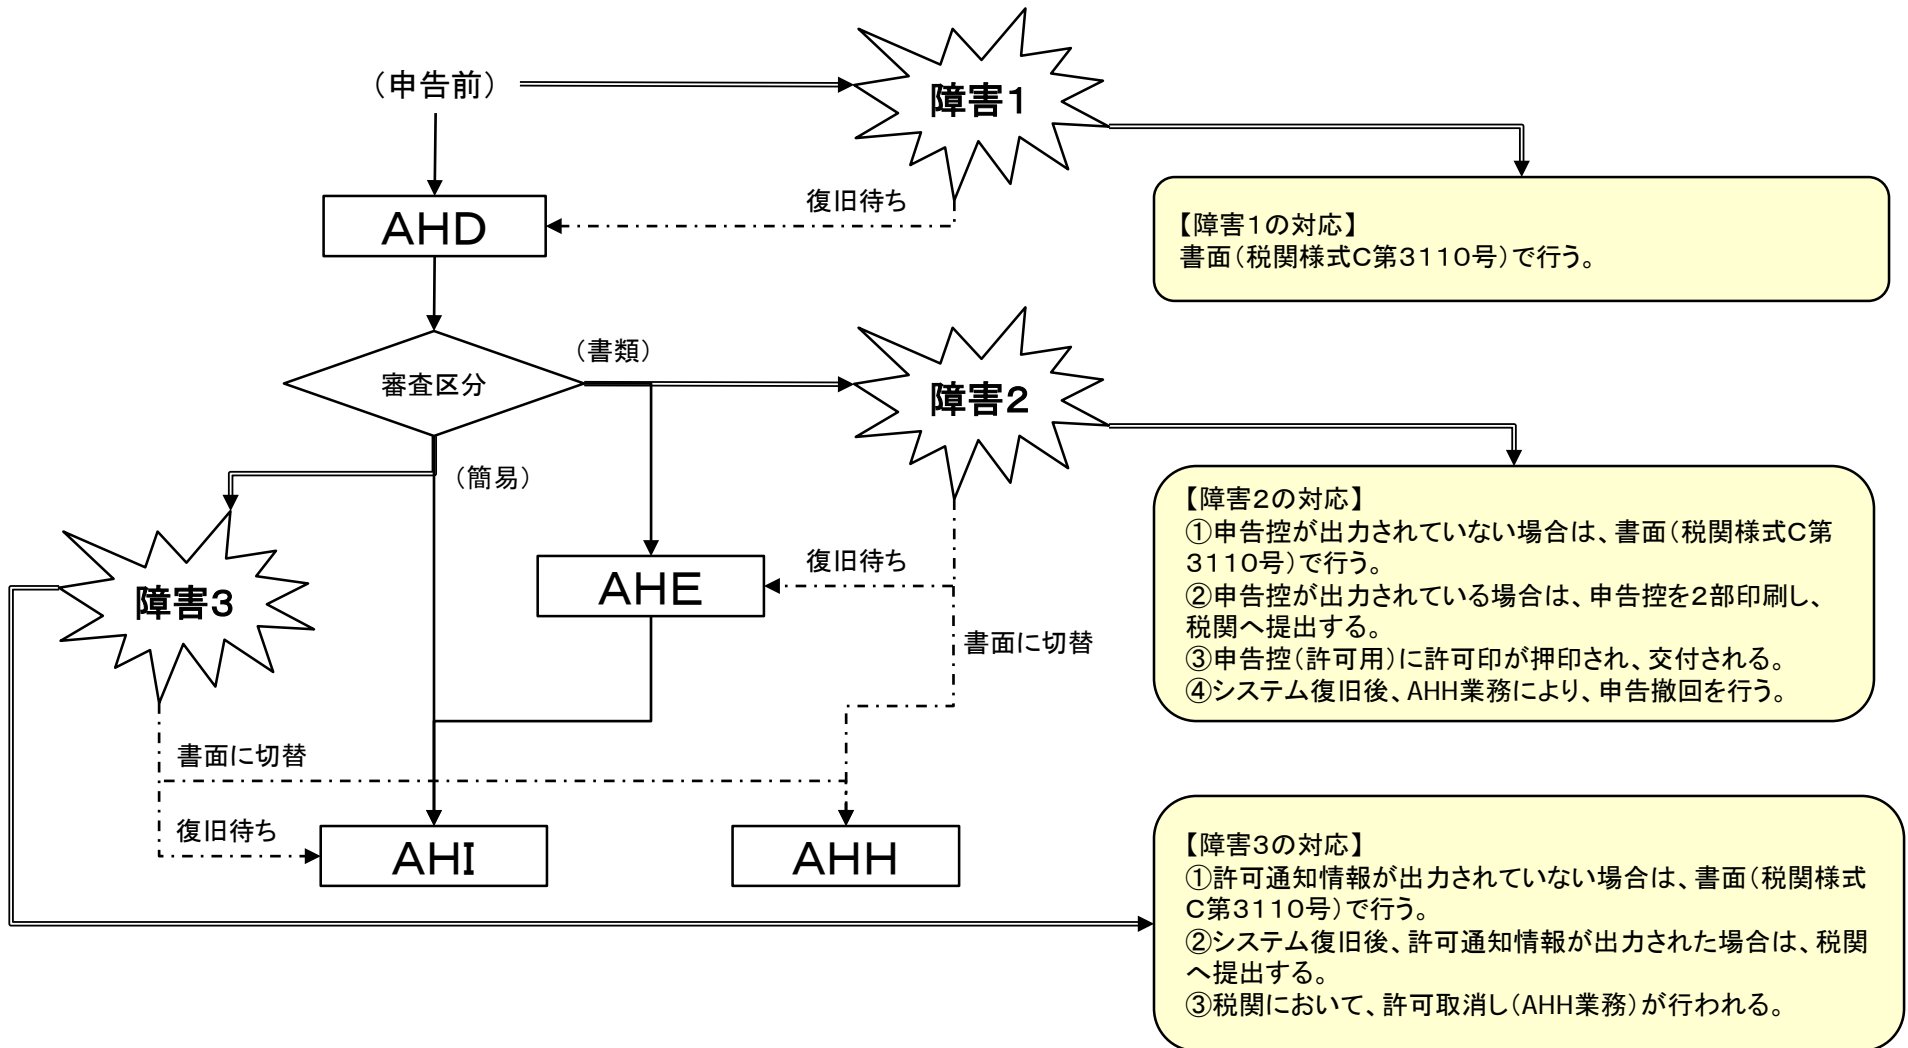 （申告前）
障害1
復旧待ち
AHD
【障害1の対応】
書面（税関様式C第3110号）で行う。
（書類）
審査区分
障害2
（簡易）
【障害2の対応】
①申告控が出力されていない場合は、書面（税関様式C第
3110号）で行う。
②申告控が出力されている場合は、申告控を2部印刷し、
税関へ提出する。
③申告控（許可用）に許可印が押印され、交付される。
④システム復旧後、AHH業務により、申告撤回を行う。
復旧待ち
AHE
障害3
書面に切替
書面に切替
復旧待ち
AHI
AHH
【障害3の対応】
①許可通知情報が出力されていない場合は、書面（税関様式
C第3110号）で行う。
②システム復旧後、許可通知情報が出力された場合は、税関
へ提出する。
③税関において、許可取消し（AHH業務）が行われる。